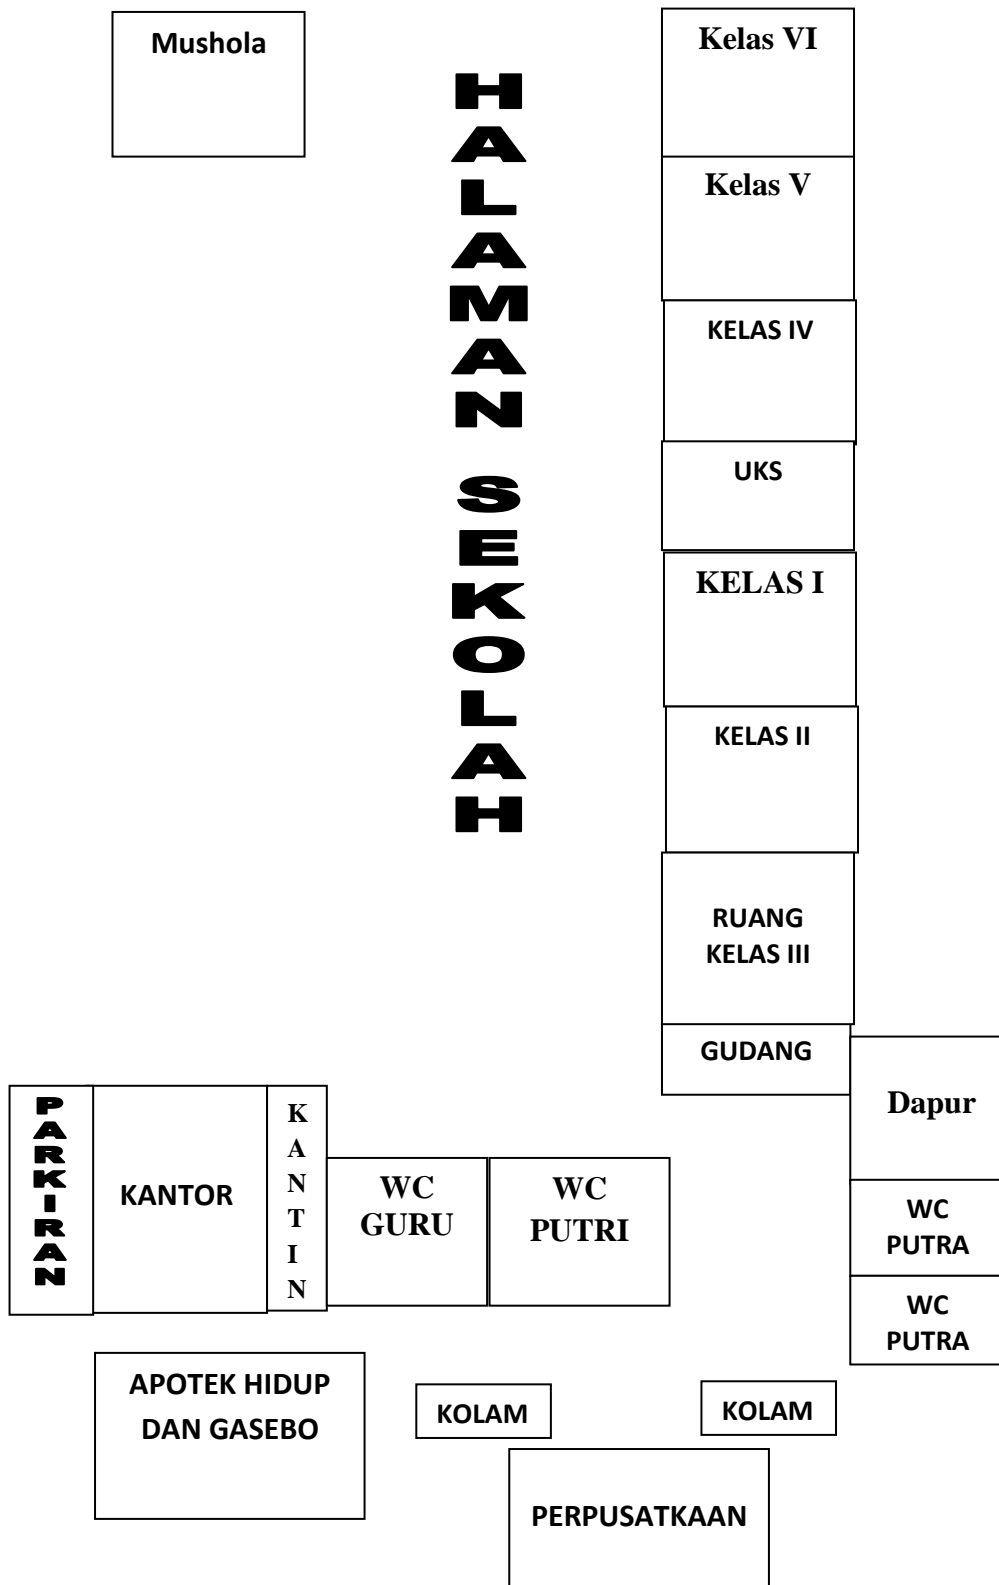 Mushola
HALAMAN SEKOLAH
Kelas VI
Kelas V
KELAS IV
UKS
KELAS I
KELAS II
RUANG
KELAS III
GUDANG
Dapur
PARKIRAN
KANTOR
KANTIN
WC
GURU
WC
PUTRI
WC
PUTRA
WC
PUTRA
APOTEK HIDUP
DAN GASEBO
KOLAM
KOLAM
PERPUSATKAAN